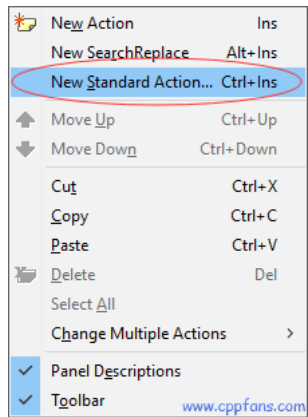 New Action Ins
New SearchReplace Alt+Ins
New Standard Action... Ctrl+Ins
Move Up Ctrl+Up
Move Down Ctrl+Down
Cut Ctrl+X
Copy Ctrl+C
Paste Ctrl+V
Delete Del
Select All
Change Multiple Actions
Panel Descriptions
Toolbar
www.cppfans.com